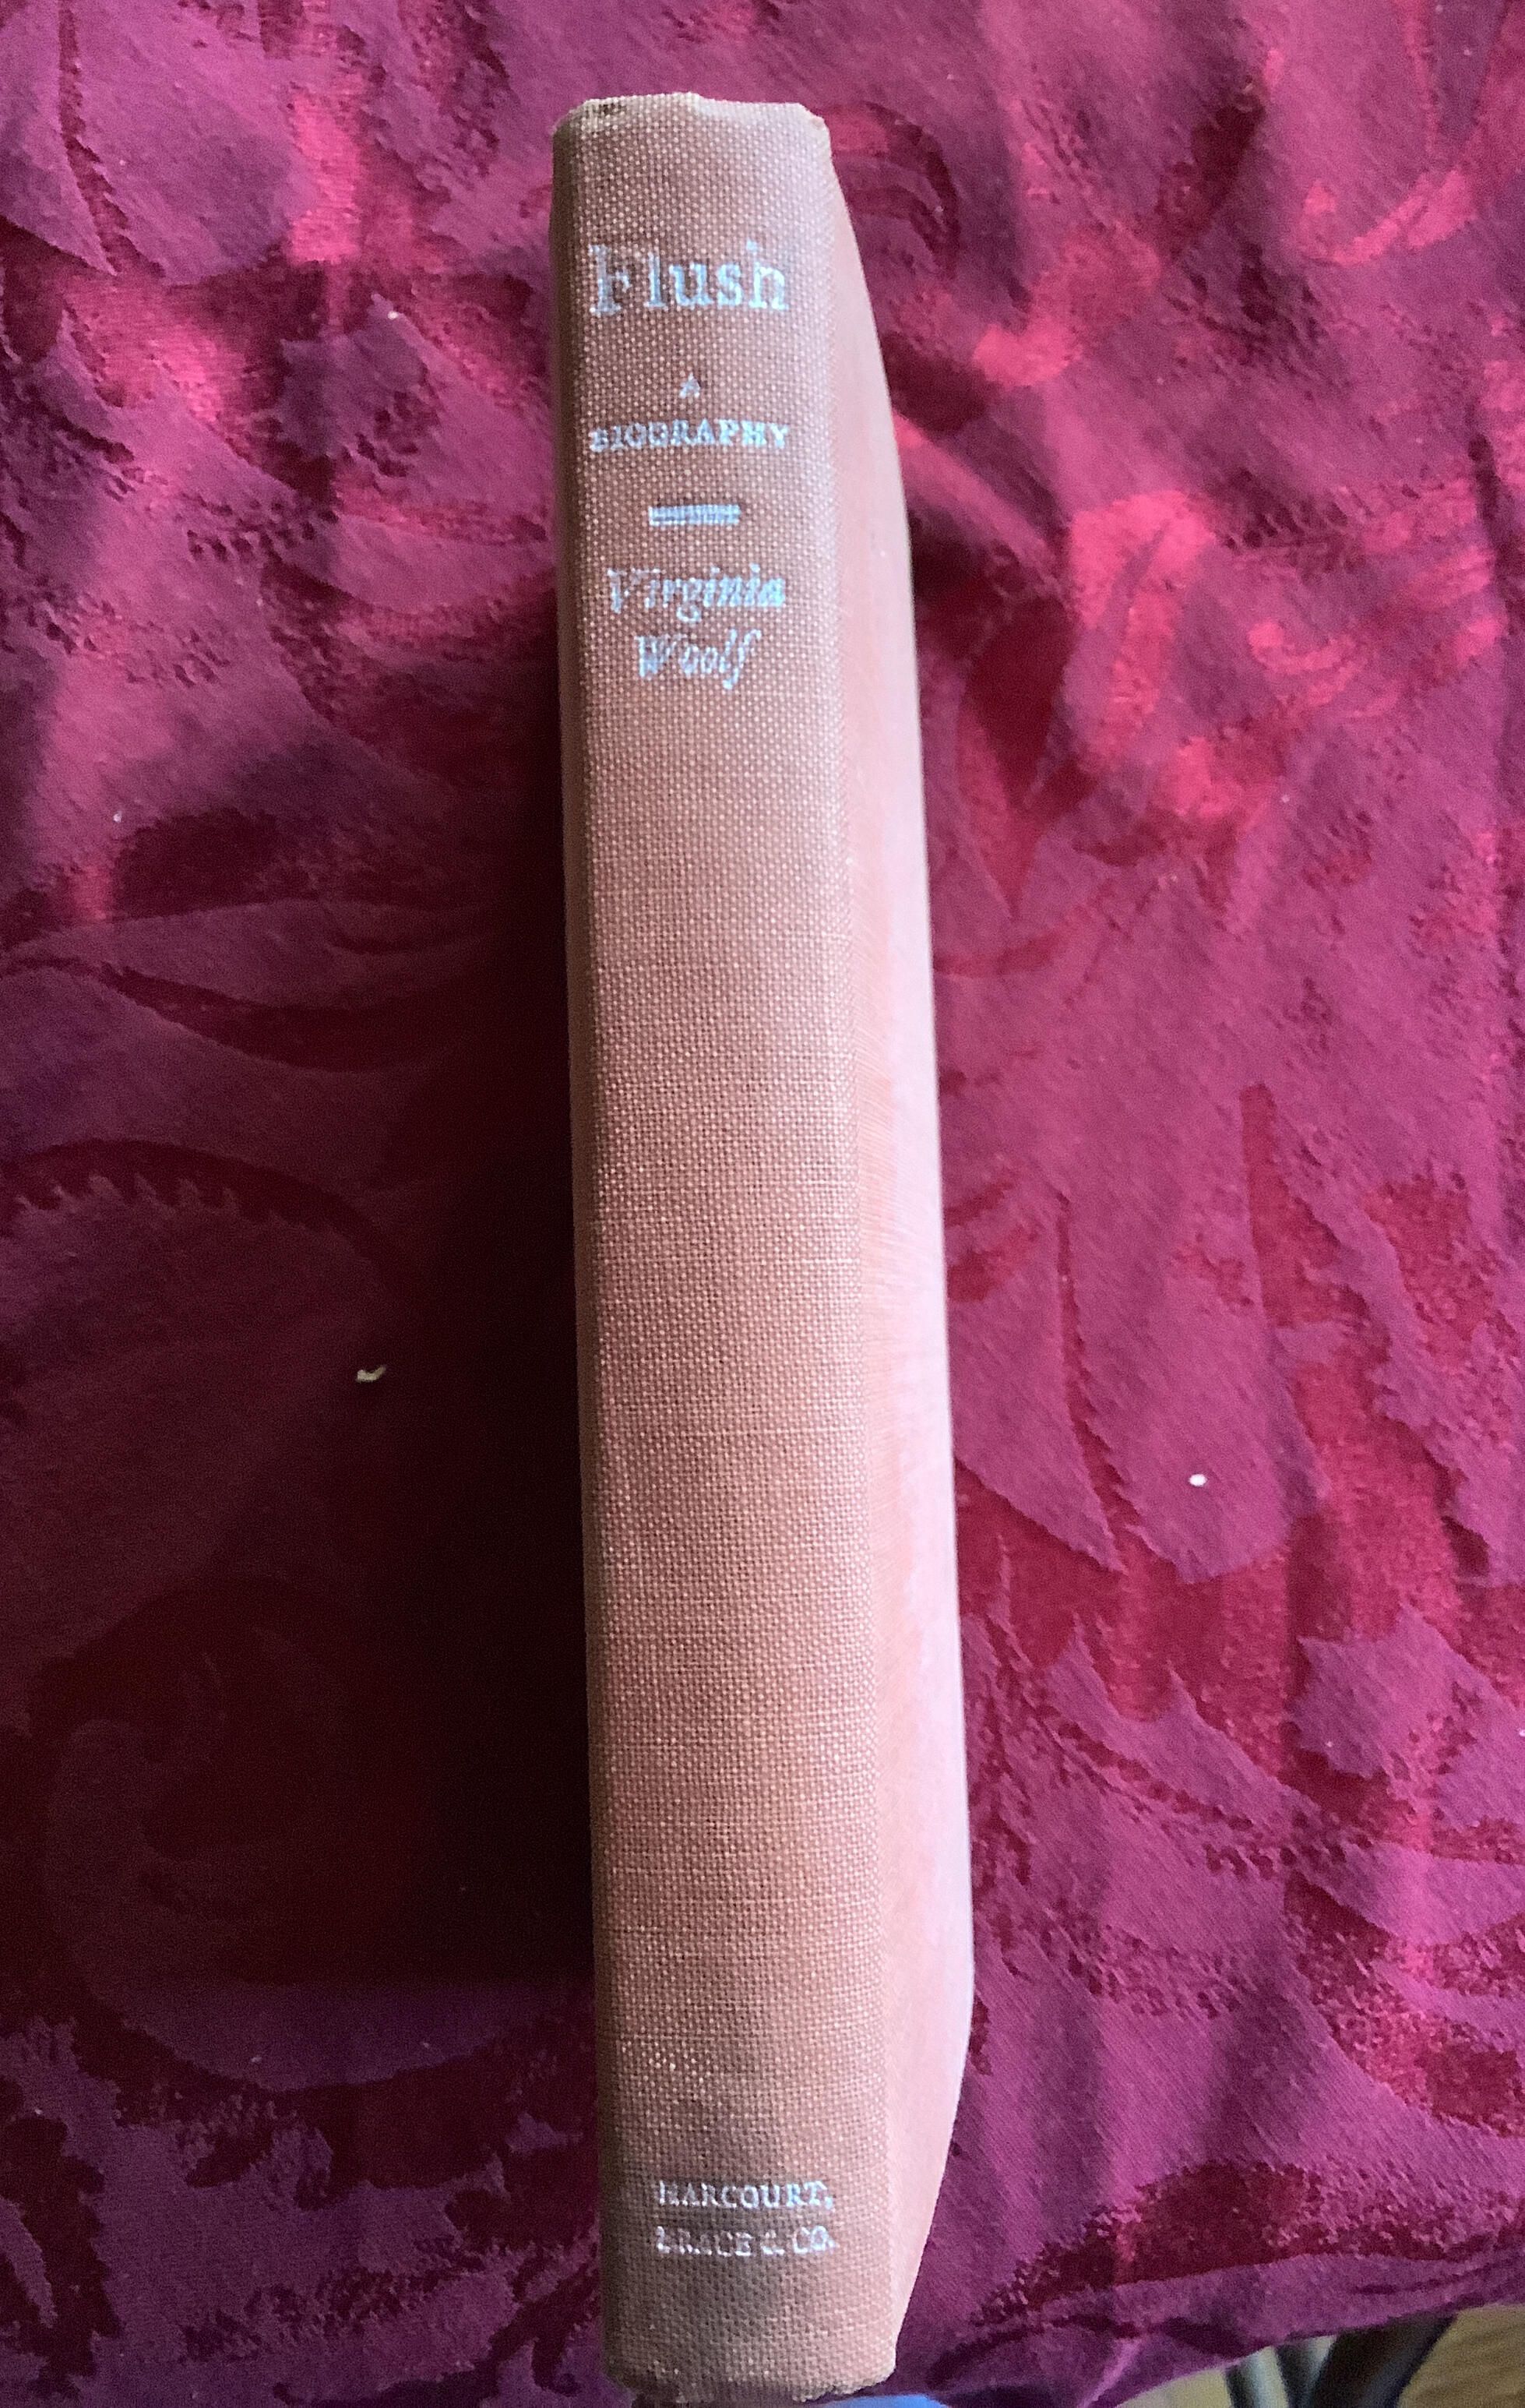 Flush
A
BIOGRAPHY
Virginia
Woolf
HARCOURT,
BRACE & CO.